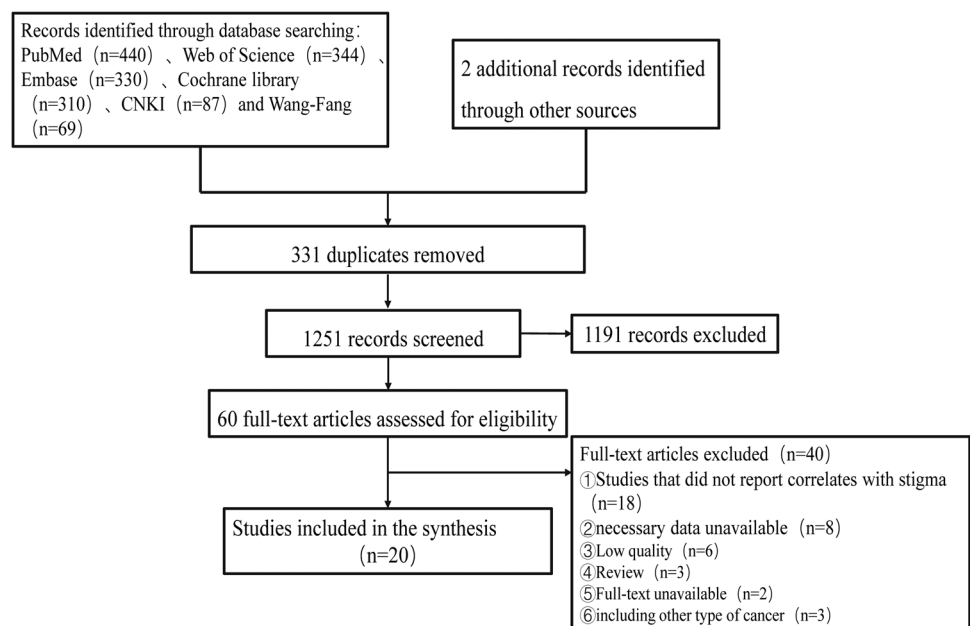 Records identified through database searching:
PubMed（n=440）、Web of Science（n=344）、
Embase（n=330）、Cochrane library
（n=310）、CNKI（n=87）and Wang-Fang
（n=69）
2 additional records identified
through other sources
331 duplicates removed
1251 records screened
1191 records excluded
60 full-text articles assessed for eligibility
Full-text articles excluded（n=40）
①Studies that did not report correlates with stigma
（n=18）
②necessary data unavailable（n=8）
③Low quality（n=6）
④Review（n=3）
⑤Full-text unavailable（n=2）
⑥including other type of cancer（n=3）
Studies included in the synthesis
（n=20）